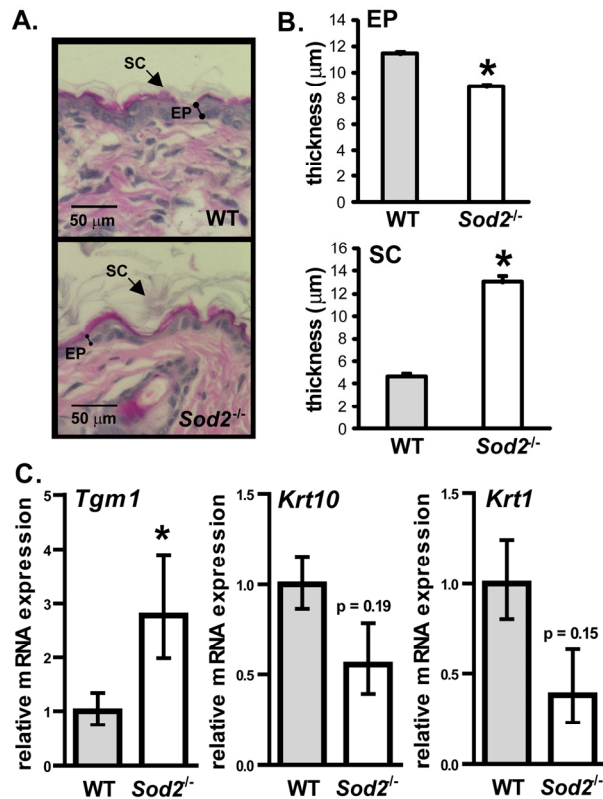 A.
SC
EP
50 μm
WT
SC
EP
50 μm
Sod2-/-
B.
EP
thickness (μm)
14
12
10
8
6
4
2
0
*
WT Sod2-/-
SC
thickness (μm)
16
14
12
10
8
6
4
2
0
*
WT Sod2-/-
C.
Tgm1
relative mRNA expression
5
4
3
2
1
0
*
WT Sod2-/-
Krt10
relative mRNA expression
1.5
1.0
0.5
0.0
p = 0.19
WT Sod2-/-
Krt1
relative mRNA expression
1.5
1.0
0.5
0.0
p = 0.15
WT Sod2-/-